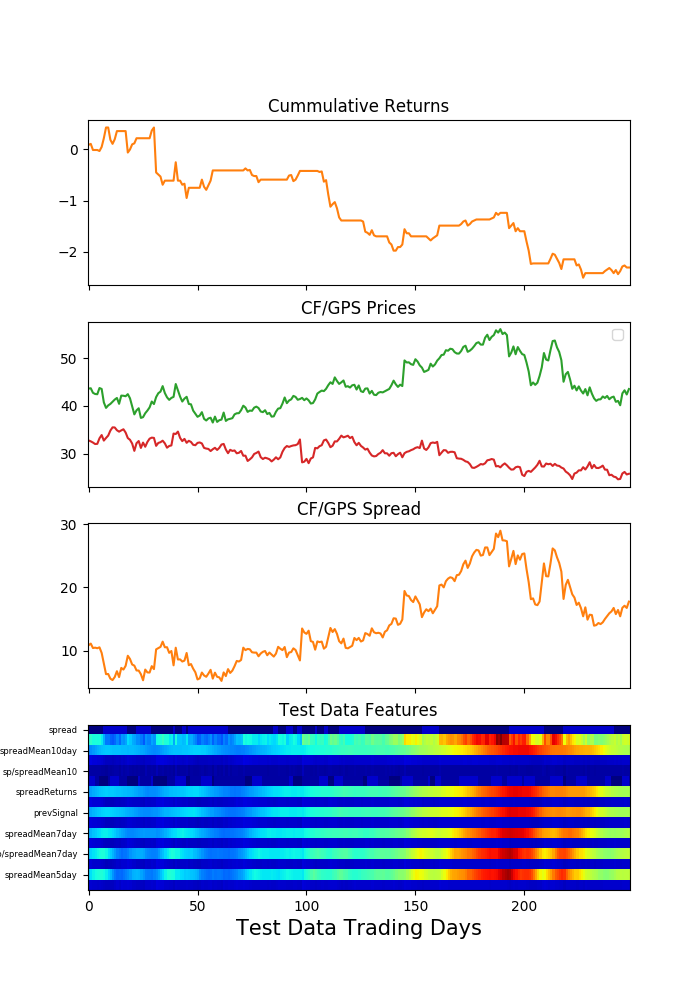 Cummulative Returns
0
−1
−2
CF/GPS Prices
50
40
30
CF/GPS Spread
30
20
10
Test Data Features
spread
spreadMean10day
sp/spreadMean10
spreadReturns
prevSignal
spreadMean7day
/spreadMean7day
spreadMean5day
0 50 100 150 200
Test Data Trading Days